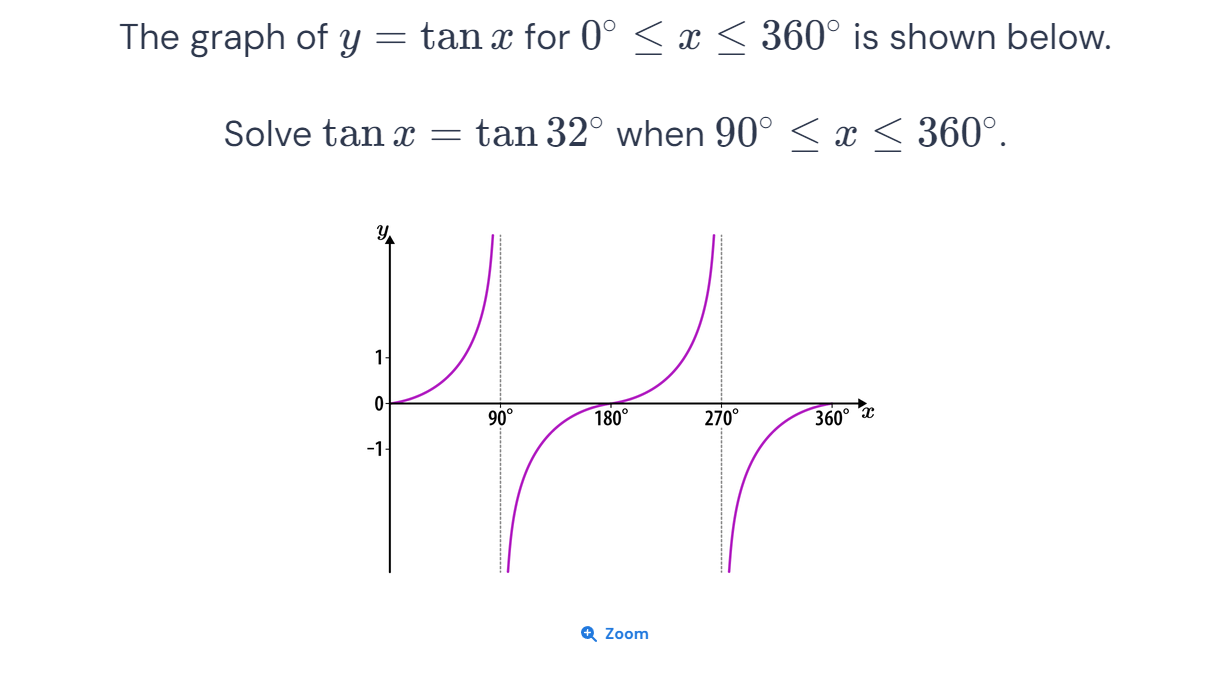 The graph of y = tan x for 0° ≤ x ≤ 360° is shown below.
Solve tan x = tan 32° when 90° ≤ x ≤ 360°.
y
1
0
90° 180° 270° 360° x
-1
Zoom